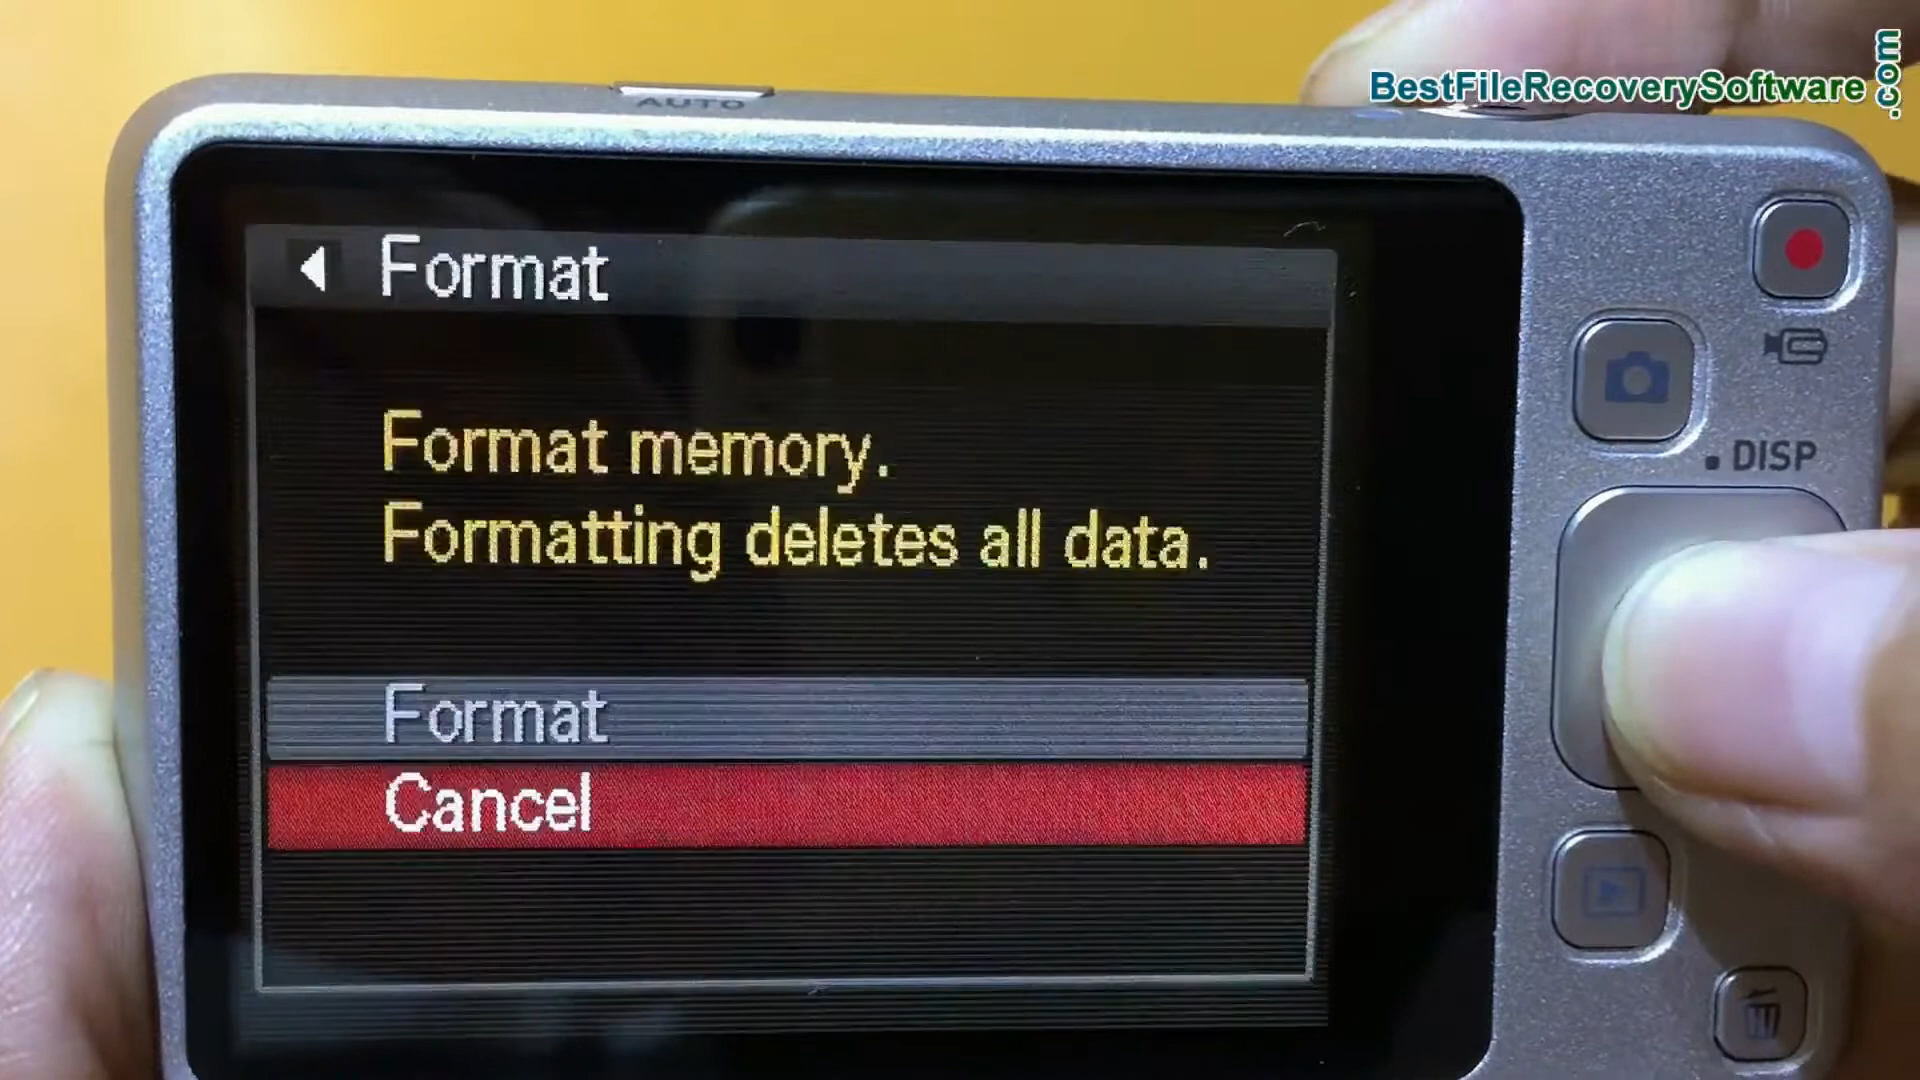 BestFileRecoverySoftware.com
AUTO
Format
Format memory.
Formatting deletes all data.
Format
Cancel
DISP